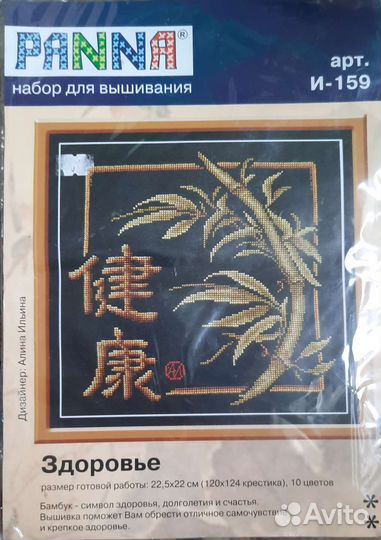 PANNA®
набор для вышивания
арт.
И-159
健
康
Дизайнер: Алина Ильина
Здоровье
размер готовой работы: 22,5x22 см (120x124 крестика), 10 цветов
Бамбук - символ здоровья, долголетия и счастья.
Вышивка поможет Вам обрести отличное самочувствие
и крепкое здоровье.
Avito